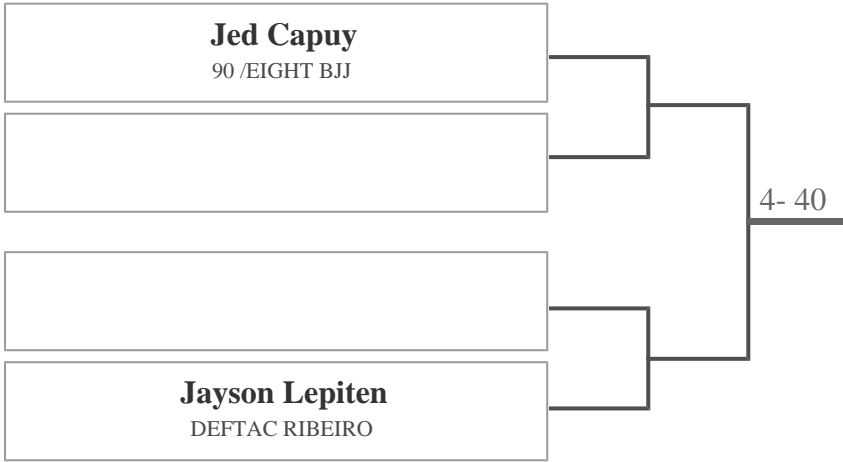 Jed Capuy
90 /EIGHT BJJ
4- 40
Jayson Lepiten
DEFTAC RIBEIRO